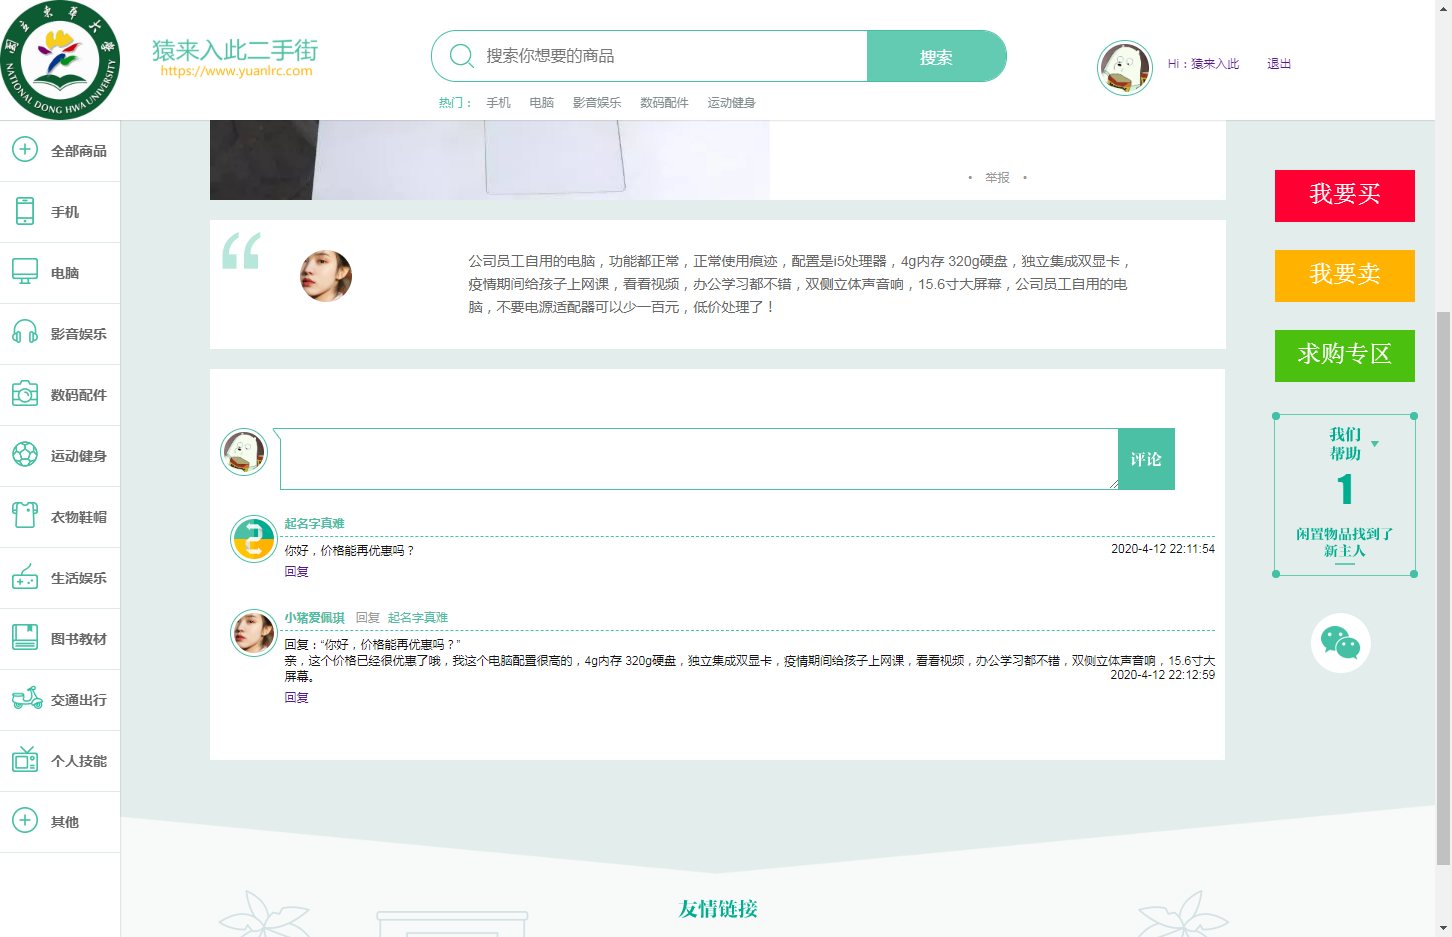 國立東華大學
NATIONAL DONG HWA UNIVERSITY
猿来入此二手街
https://www.yuanlrc.com
搜索你想要的商品
搜索
热门：
手机
电脑
影音娱乐
数码配件
运动健身
Hi：猿来入此
退出
全部商品
手机
电脑
影音娱乐
数码配件
运动健身
衣物鞋帽
生活娱乐
图书教材
交通出行
个人技能
其他
• 举报 •
公司员工自用的电脑，功能都正常，正常使用痕迹，配置是i5处理器，4g内存 320g硬盘，独立集成双显卡，
疫情期间给孩子上网课，看看视频，办公学习都不错，双侧立体声音响，15.6寸大屏幕，公司员工自用的电
脑，不要电源适配器可以少一百元，低价处理了！
评论
起名字真难
你好，价格能再优惠吗？
2020-4-12 22:11:54
回复
小猪爱佩琪 回复 起名字真难
回复：“你好，价格能再优惠吗？”
亲，这个价格已经很优惠了哦，我这个电脑配置很高的，4g内存 320g硬盘，独立集成双显卡，疫情期间给孩子上网课，看看视频，办公学习都不错，双侧立体声音响，15.6寸大
屏幕。
2020-4-12 22:12:59
回复
我要买
我要卖
求购专区
我们
帮助
1
闲置物品找到了
新主人
友情链接